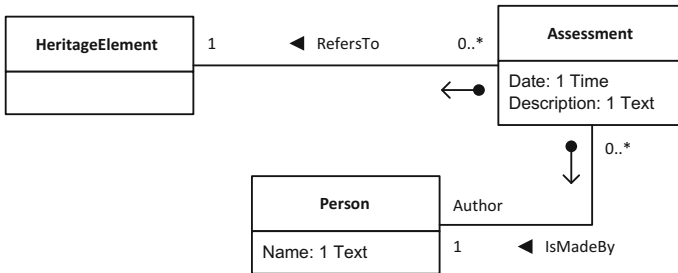 HeritageElement
1
RefersTo
0..*
Assessment
Date: 1 Time
Description: 1 Text
0..*
Person
Name: 1 Text
Author
1
IsMadeBy